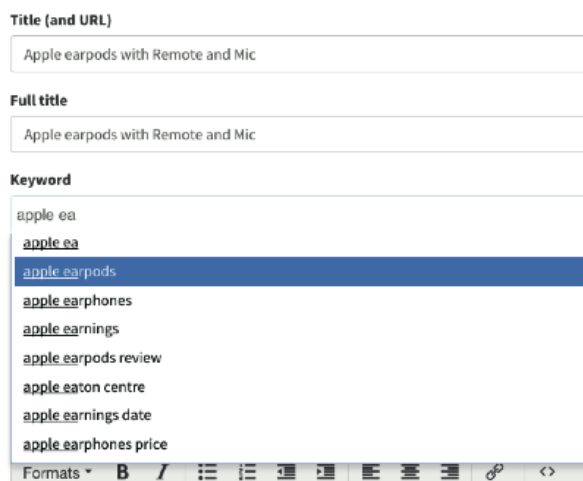 Title (and URL)
Apple earpods with Remote and Mic
Full title
Apple earpods with Remote and Mic
Keyword
apple ea
apple ea
apple earpods
apple earphones
apple earnings
apple earpods review
apple eaton centre
apple earnings date
apple earphones price
Formats B I